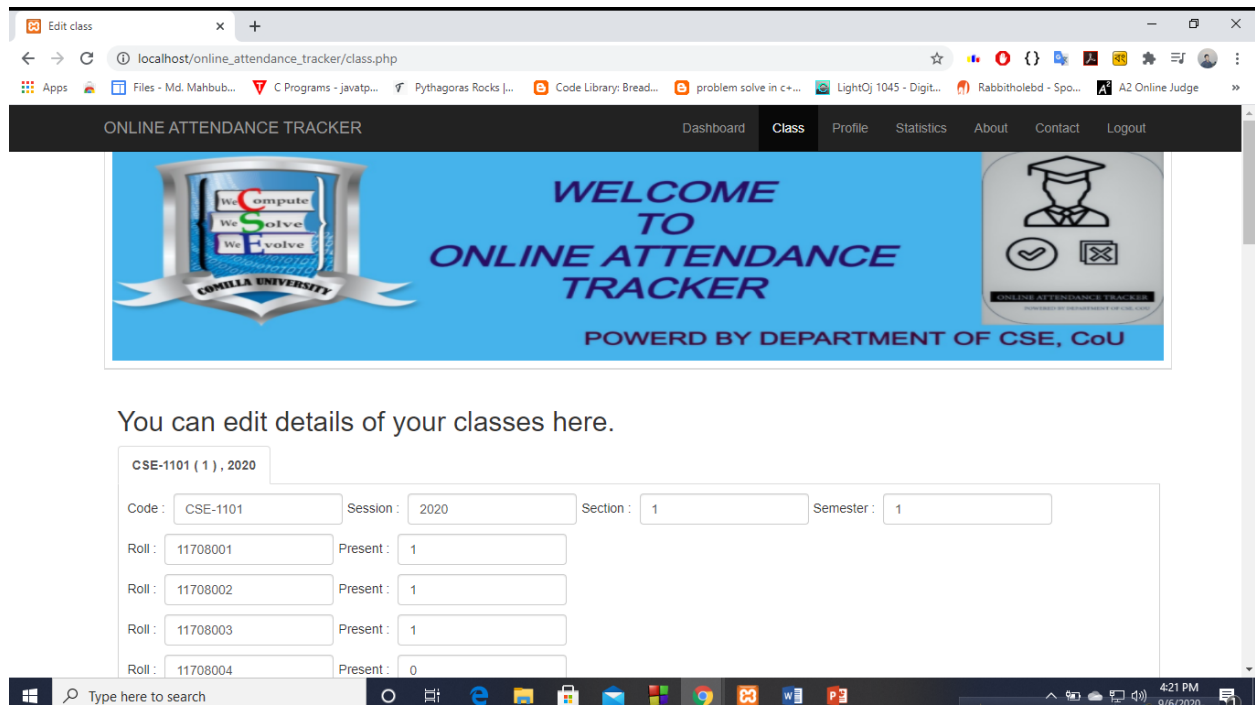 Edit class
localhost/online_attendance_tracker/class.php
Apps Files - Md. Mahbub... C Programs - javatp... Pythagoras Rocks |... Code Library: Bread... problem solve in c+... LightOj 1045 - Digit... Rabbitholebd - Spo... A2 Online Judge »
ONLINE ATTENDANCE TRACKER Dashboard Class Profile Statistics About Contact Logout
We Compute
We Solve
We Evolve
COMILLA UNIVERSITY
WELCOME
TO
ONLINE ATTENDANCE
TRACKER
POWERD BY DEPARTMENT OF CSE, CoU
ONLINE ATTENDANCE TRACKER
You can edit details of your classes here.
CSE-1101 ( 1 ) , 2020
Code : CSE-1101 Session : 2020 Section : 1 Semester : 1
Roll : 11708001 Present : 1
Roll : 11708002 Present : 1
Roll : 11708003 Present : 1
Roll : 11708004 Present : 0
Type here to search
4:21 PM
9/6/2020